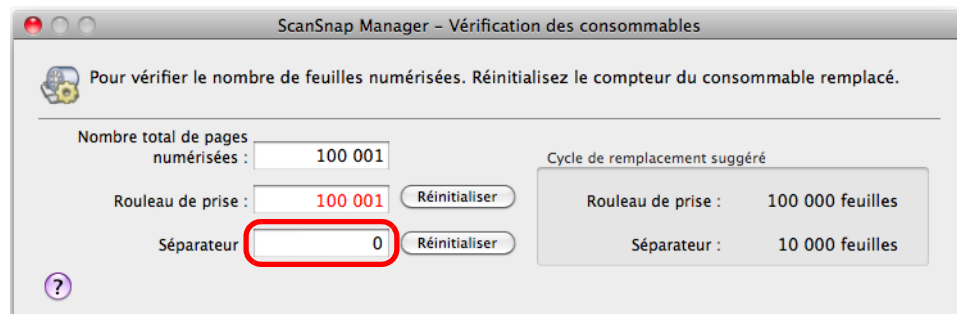 ScanSnap Manager – Vérification des consommables
Pour vérifier le nombre de feuilles numérisées. Réinitialisez le compteur du consommable remplacé.
Nombre total de pages
numérisées : 100 001
Cycle de remplacement suggéré
Rouleau de prise : 100 001 Réinitialiser Rouleau de prise : 100 000 feuilles
Séparateur 0 Réinitialiser Séparateur : 10 000 feuilles
?